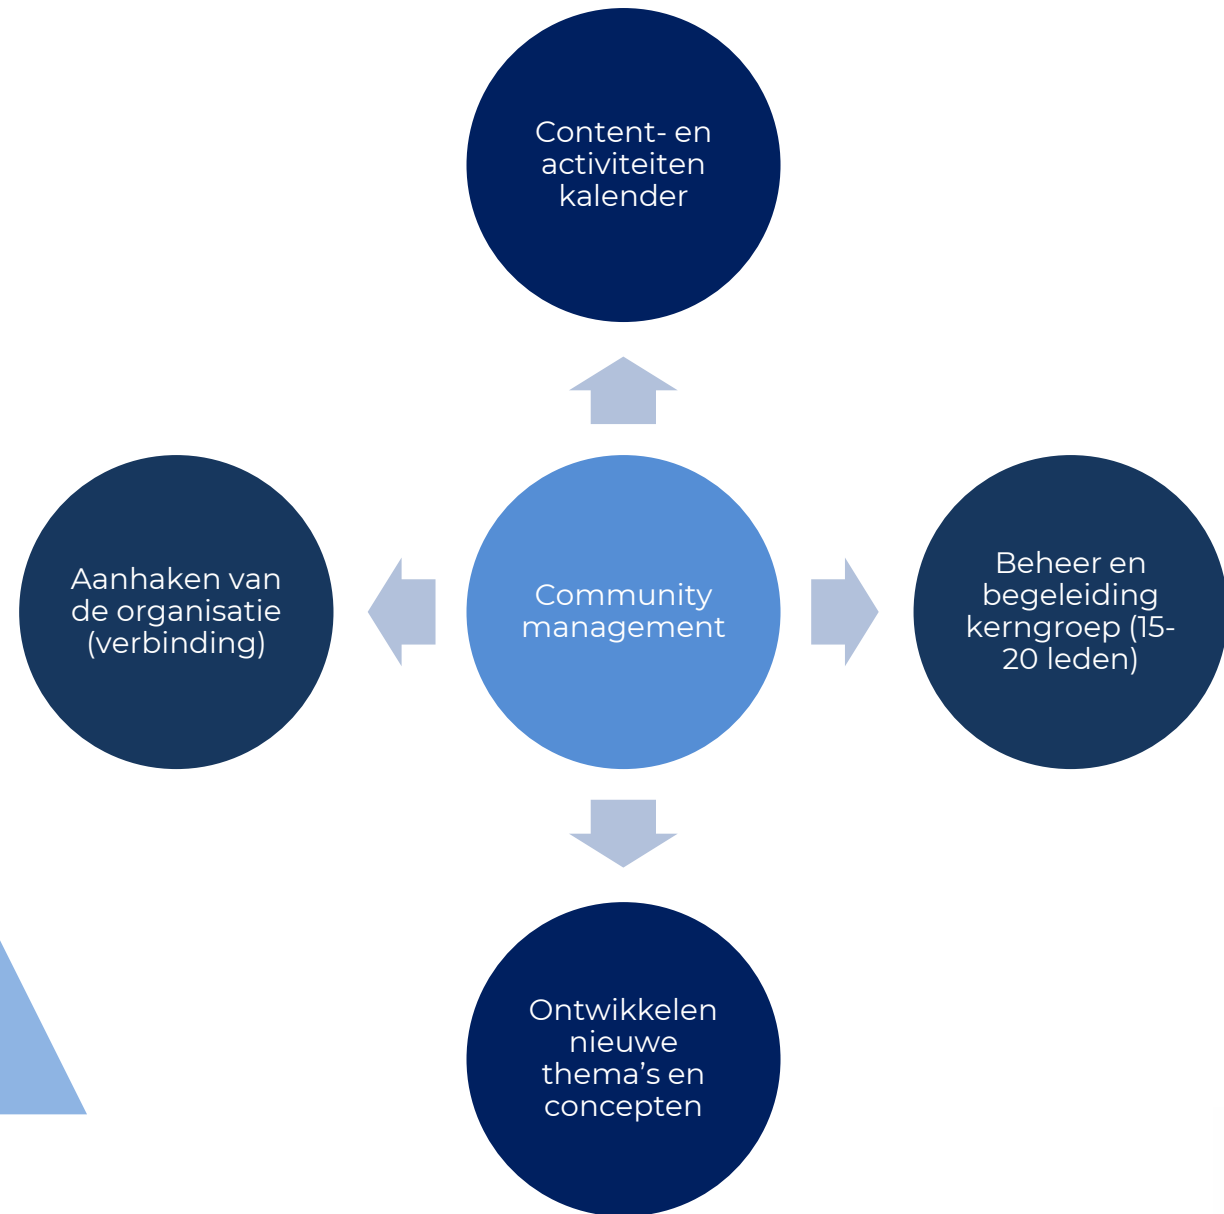 Content- en
activiteiten
kalender
Aanhaken van
de organisatie
(verbinding)
Community
management
Beheer en
begeleiding
kerngroep (15-
20 leden)
Ontwikkelen
nieuwe
thema’s en
concepten